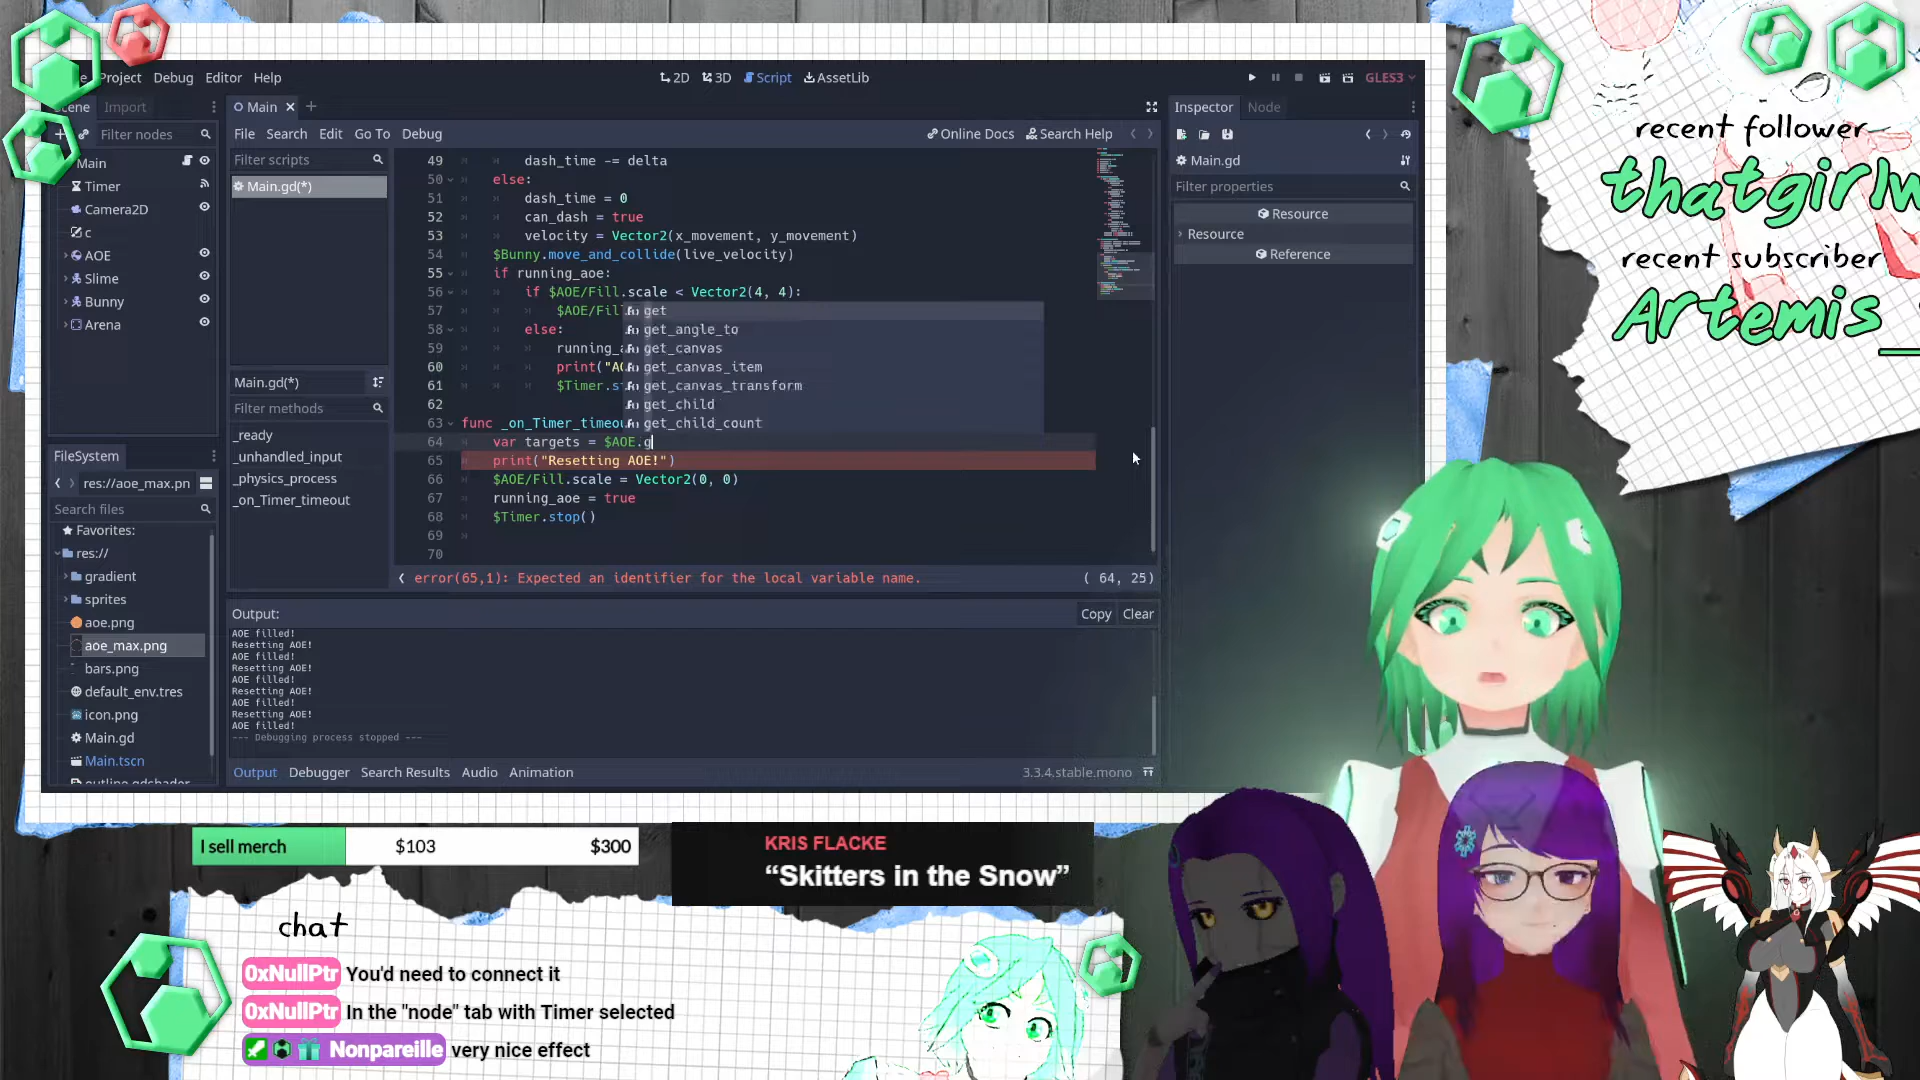 Project Debug Editor Help
2D 3D Script AssetLib
GLES3
Scene Import
Filter nodes
Main
Timer
Camera2D
c
AOE
Slime
Bunny
Arena
FileSystem
res://aoe_max.pn
Search files
Favorites:
res://
gradient
sprites
aoe.png
aoe_max.png
bars.png
default_env.tres
icon.png
Main.gd
Main.tscn
outline.gdshader
Main
File Search Edit Go To Debug
Online Docs Search Help
Filter scripts
Main.gd(*)
Main.gd(*)
Filter methods
_ready
_unhandled_input
_physics_process
_on_Timer_timeout
49 dash_time -= delta
50 else:
51 dash_time = 0
52 can_dash = true
53 velocity = Vector2(x_movement, y_movement)
54 $Bunny.move_and_collide(live_velocity)
55 if running_aoe:
56 if $AOE/Fill.scale < Vector2(4, 4):
57 $AOE/Fill.
58 else:
59 running_a
60 print("AO
61 $Timer.st
62
63 func _on_Timer_timeou
64 var targets = $AOE.g
65 print("Resetting AOE!")
66 $AOE/Fill.scale = Vector2(0, 0)
67 running_aoe = true
68 $Timer.stop()
69
70
get
get_angle_to
get_canvas
get_canvas_item
get_canvas_transform
get_child
get_child_count
error(65,1): Expected an identifier for the local variable name.
( 64, 25)
Output:
Copy Clear
AOE filled!
Resetting AOE!
AOE filled!
Resetting AOE!
AOE filled!
Resetting AOE!
AOE filled!
Resetting AOE!
AOE filled!
--- Debugging process stopped ---
Output Debugger Search Results Audio Animation
3.3.4.stable.mono
Inspector Node
Main.gd
Filter properties
Resource
Resource
Reference
recent follower
thatgirlw
recent subscriber
Artemis_
I sell merch $103 $300
KRIS FLACKE
“Skitters in the Snow”
chat
0xNullPtr You'd need to connect it
0xNullPtr In the "node" tab with Timer selected
Nonpareille very nice effect